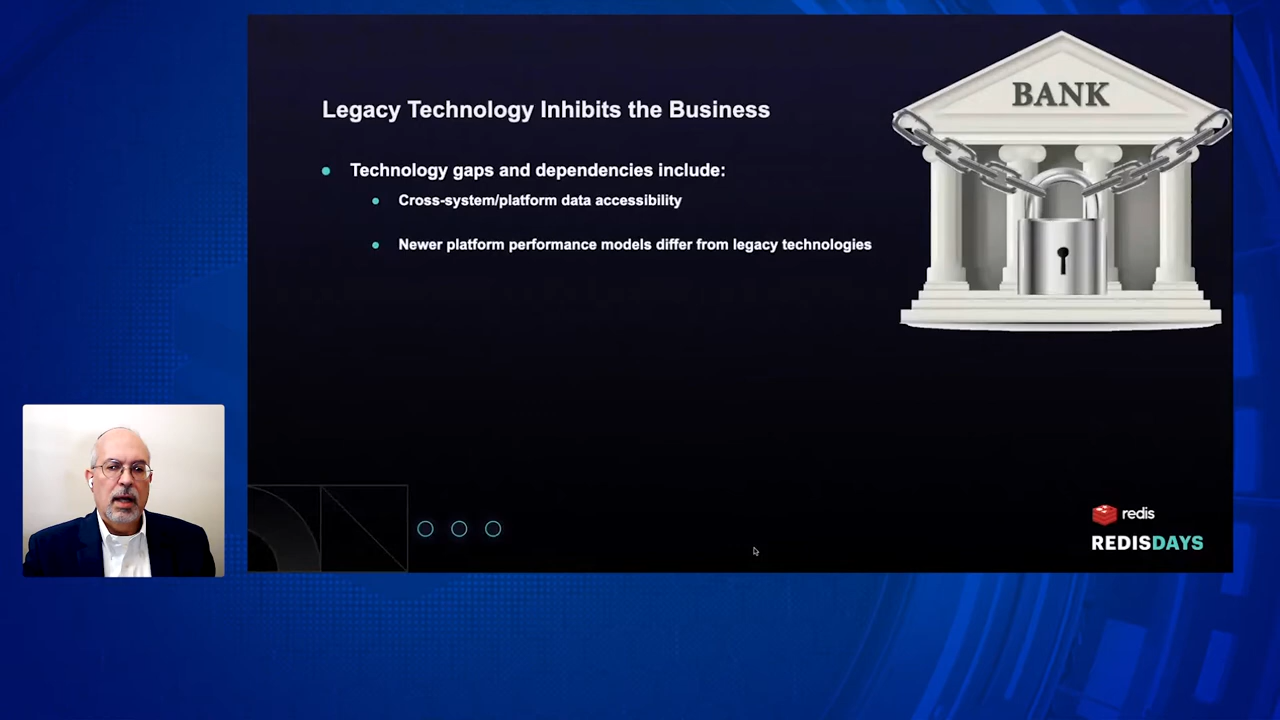 BANK
Legacy Technology Inhibits the Business
Technology gaps and dependencies include:
Cross-system/platform data accessibility
Newer platform performance models differ from legacy technologies
redis
REDISDAYS